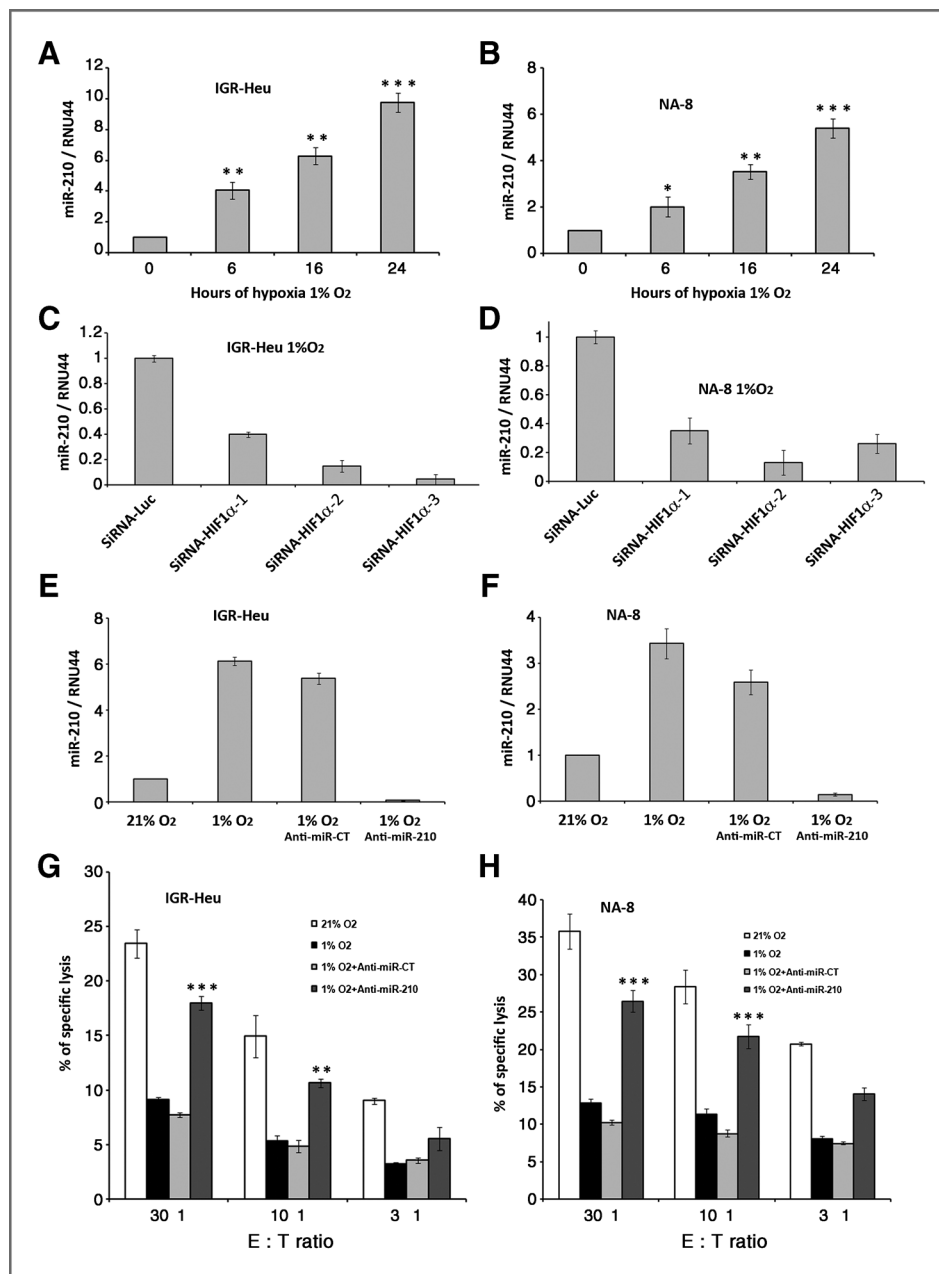 A
IGR-Heu
miR-210 / RNU44
12
10
8
6
4
2
0
**
**
***
0 6 16 24
Hours of hypoxia 1% O2
B
NA-8
miR-210 / RNU44
8
6
4
2
0
*
**
***
0 6 16 24
Hours of hypoxia 1% O2
C
IGR-Heu 1%O2
miR-210 / RNU44
1.2
1
0.8
0.6
0.4
0.2
0
SiRNA-Luc
SiRNA-HIF1α-1
SiRNA-HIF1α-2
SiRNA-HIF1α-3
D
NA-8 1%O2
miR-210 / RNU44
1
0.8
0.6
0.4
0.2
0
SiRNA-Luc
SiRNA-HIF1α-1
SiRNA-HIF1α-2
SiRNA-HIF1α-3
E
IGR-Heu
miR-210 / RNU44
8
6
4
2
0
21% O2
1% O2
1% O2
Anti-miR-CT
1% O2
Anti-miR-210
F
NA-8
miR-210 / RNU44
4
3
2
1
0
21% O2
1% O2
1% O2
Anti-miR-CT
1% O2
Anti-miR-210
G
IGR-Heu
% of specific lysis
30
25
20
15
10
5
0
21% O2
1% O2
1% O2+Anti-miR-CT
1% O2+Anti-miR-210
***
**
30 1
10 1
3 1
E : T ratio
H
NA-8
% of specific lysis
40
35
30
25
20
15
10
5
0
21% O2
1% O2
1% O2+Anti-miR-CT
1% O2+Anti-miR-210
***
***
30 1
10 1
3 1
E : T ratio